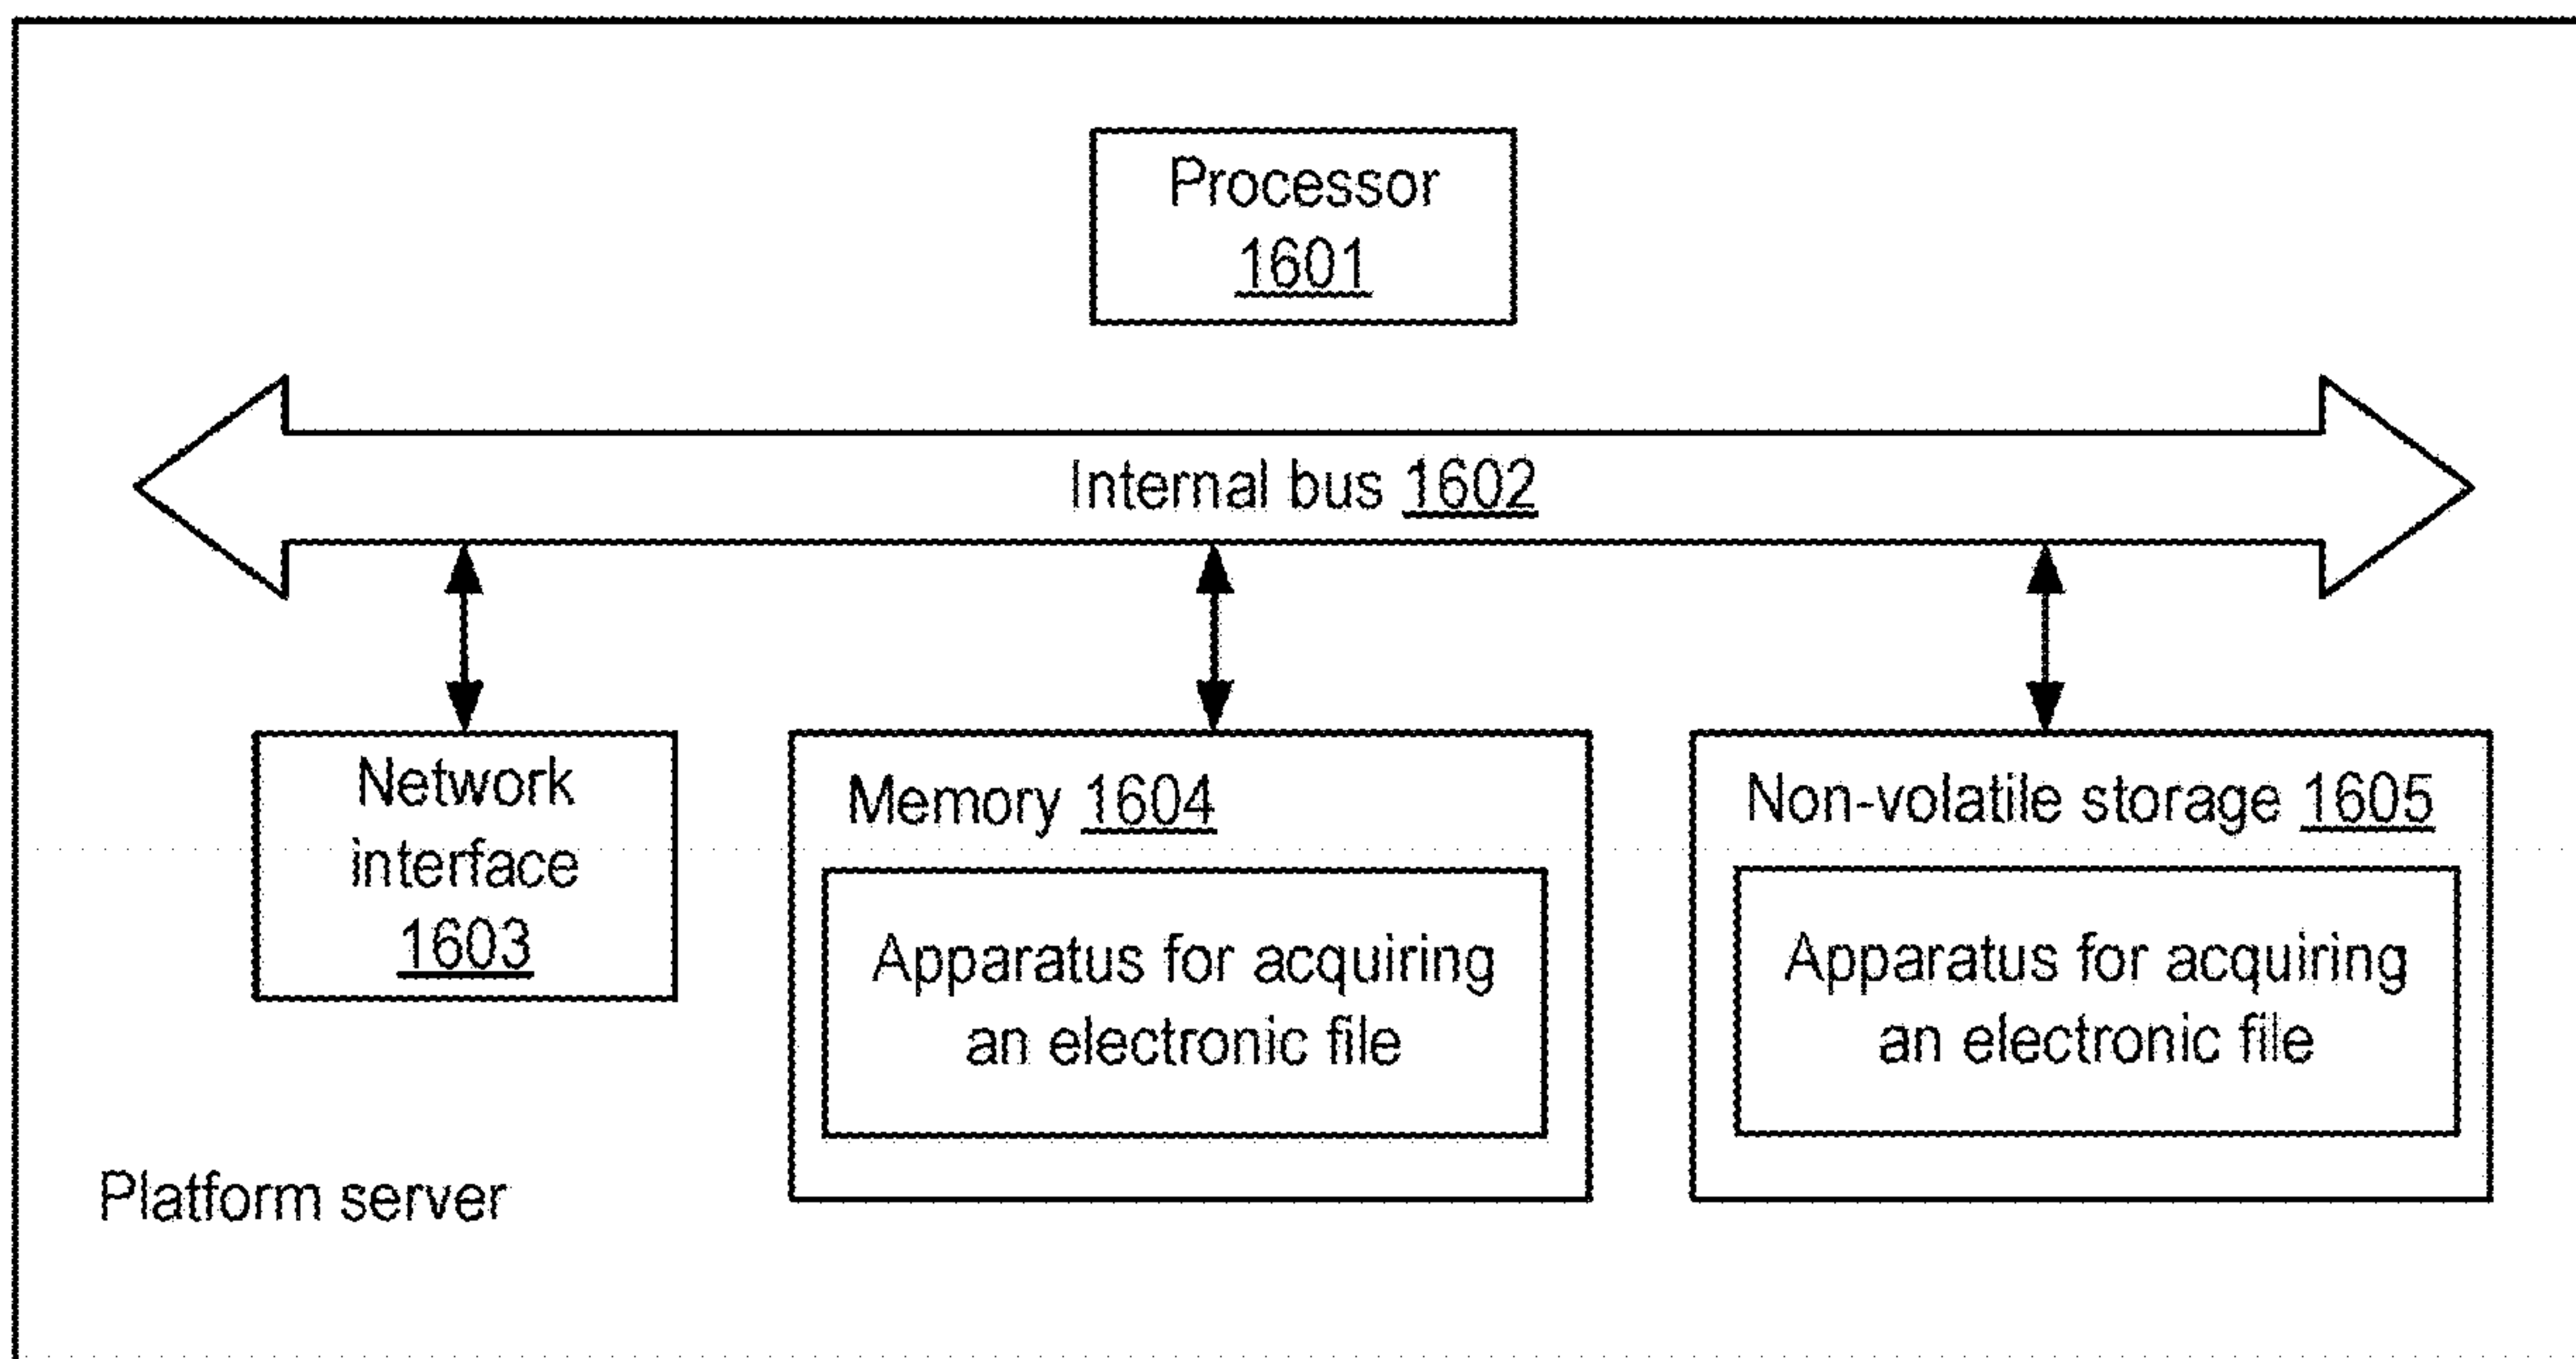 Processor
1601
Internal bus 1602
Network
interface
1603
Memory 1604
Apparatus for acquiring
an electronic file
Non-volatile storage 1605
Apparatus for acquiring
an electronic file
Platform server